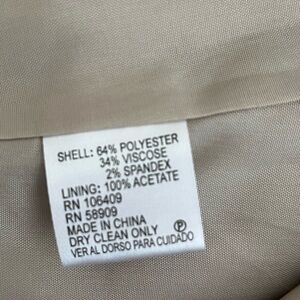 SHELL: 64% POLYESTER
34% VISCOSE
2% SPANDEX
LINING: 100% ACETATE
RN 106409
RN 58909
MADE IN CHINA
DRY CLEAN ONLY Ⓟ
VER AL DORSO PARA CUIDADO